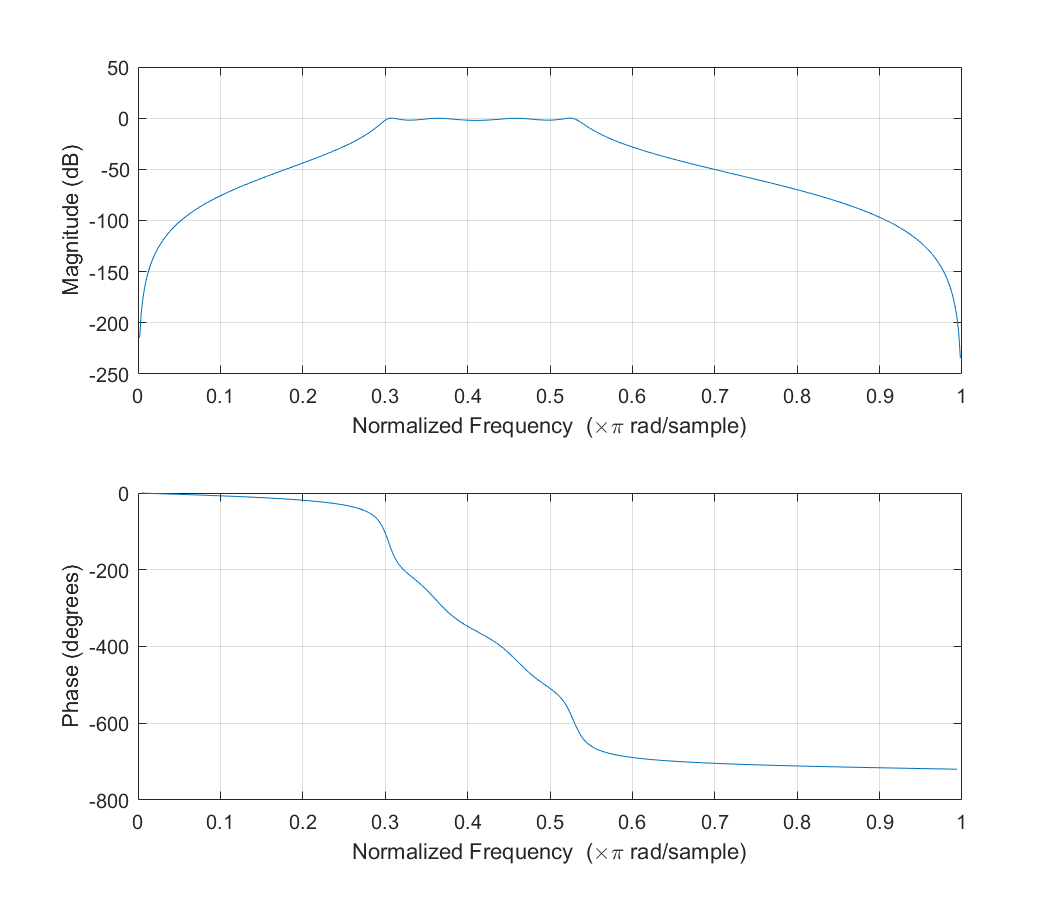 Magnitude (dB)
50
0
-50
-100
-150
-200
-250
0 0.1 0.2 0.3 0.4 0.5 0.6 0.7 0.8 0.9 1
Normalized Frequency (×π rad/sample)
Phase (degrees)
0
-200
-400
-600
-800
0 0.1 0.2 0.3 0.4 0.5 0.6 0.7 0.8 0.9 1
Normalized Frequency (×π rad/sample)